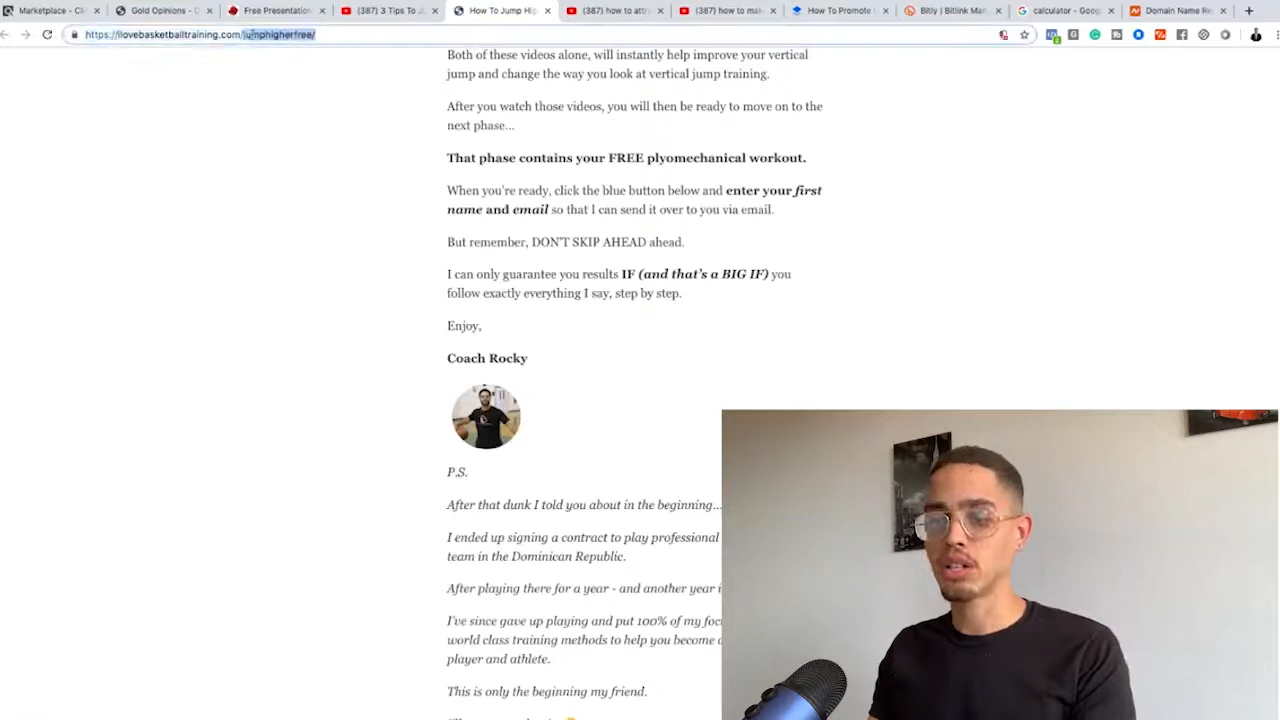 Marketplace - Cli
Gold Opinions - O
Free Presentation
(387) 3 Tips To J
How To Jump Hig
(387) how to attr
(387) how to mak
How To Promote
Bitly | Bitlink Man
calculator - Goog
Domain Name Re
https://ilovebasketballtraining.com/jumphigherfree/
Both of these videos alone, will instantly help improve your vertical
jump and change the way you look at vertical jump training.
After you watch those videos, you will then be ready to move on to the
next phase...
That phase contains your FREE plyomechanical workout.
When you're ready, click the blue button below and enter your first
name and email so that I can send it over to you via email.
But remember, DON'T SKIP AHEAD ahead.
I can only guarantee you results IF (and that's a BIG IF) you
follow exactly everything I say, step by step.
Enjoy,
Coach Rocky
P.S.
After that dunk I told you about in the beginning...
I ended up signing a contract to play professional
team in the Dominican Republic.
After playing there for a year - and another year i
I've since gave up playing and put 100% of my foc
world class training methods to help you become a
player and athlete.
This is only the beginning my friend.